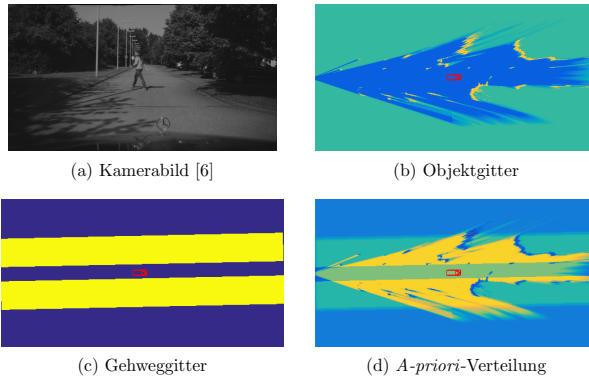 (a) Kamerabild [6]
(b) Objektgitter
(c) Gehweggitter
(d) A-priori-Verteilung